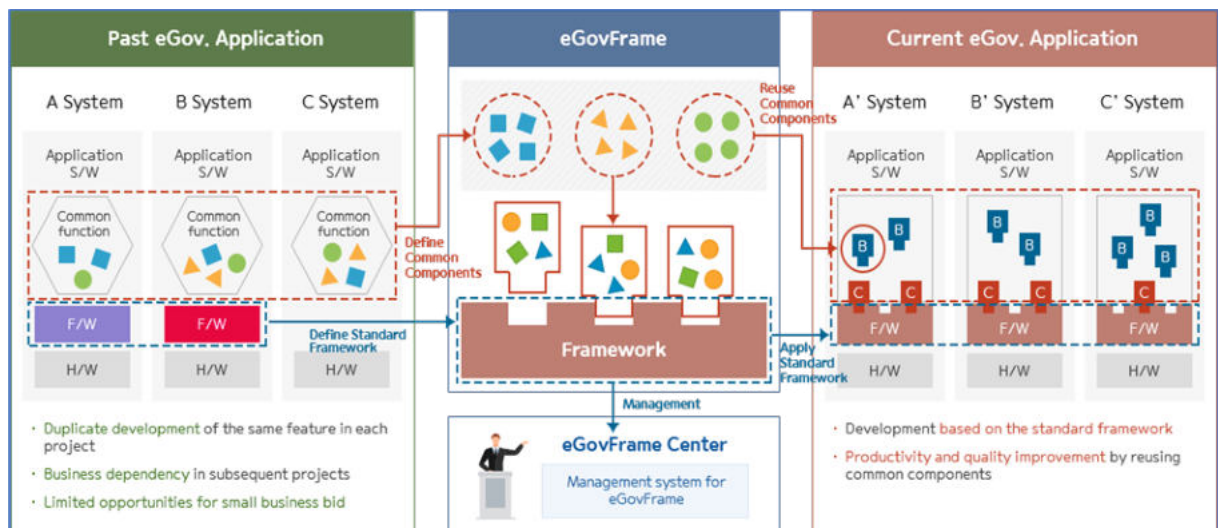 Past eGov. Application
A System
B System
C System
Application
S/W
Application
S/W
Application
S/W
Common
function
Common
function
Common
function
F/W
F/W
H/W
H/W
H/W
· Duplicate development of the same feature in each
project
· Business dependency in subsequent projects
· Limited opportunities for small business bid
Define
Common
Components
Define Standard
Framework
eGovFrame
Reuse
Common
Components
Framework
Apply
Standard
Framework
Management
eGovFrame Center
Management system for
eGovFrame
Current eGov. Application
A' System
B' System
C' System
Application
S/W
Application
S/W
Application
S/W
B
B
B
B
B
B
B
C
C
C
C
C
F/W
F/W
F/W
H/W
H/W
H/W
· Development based on the standard framework
· Productivity and quality improvement by reusing
common components